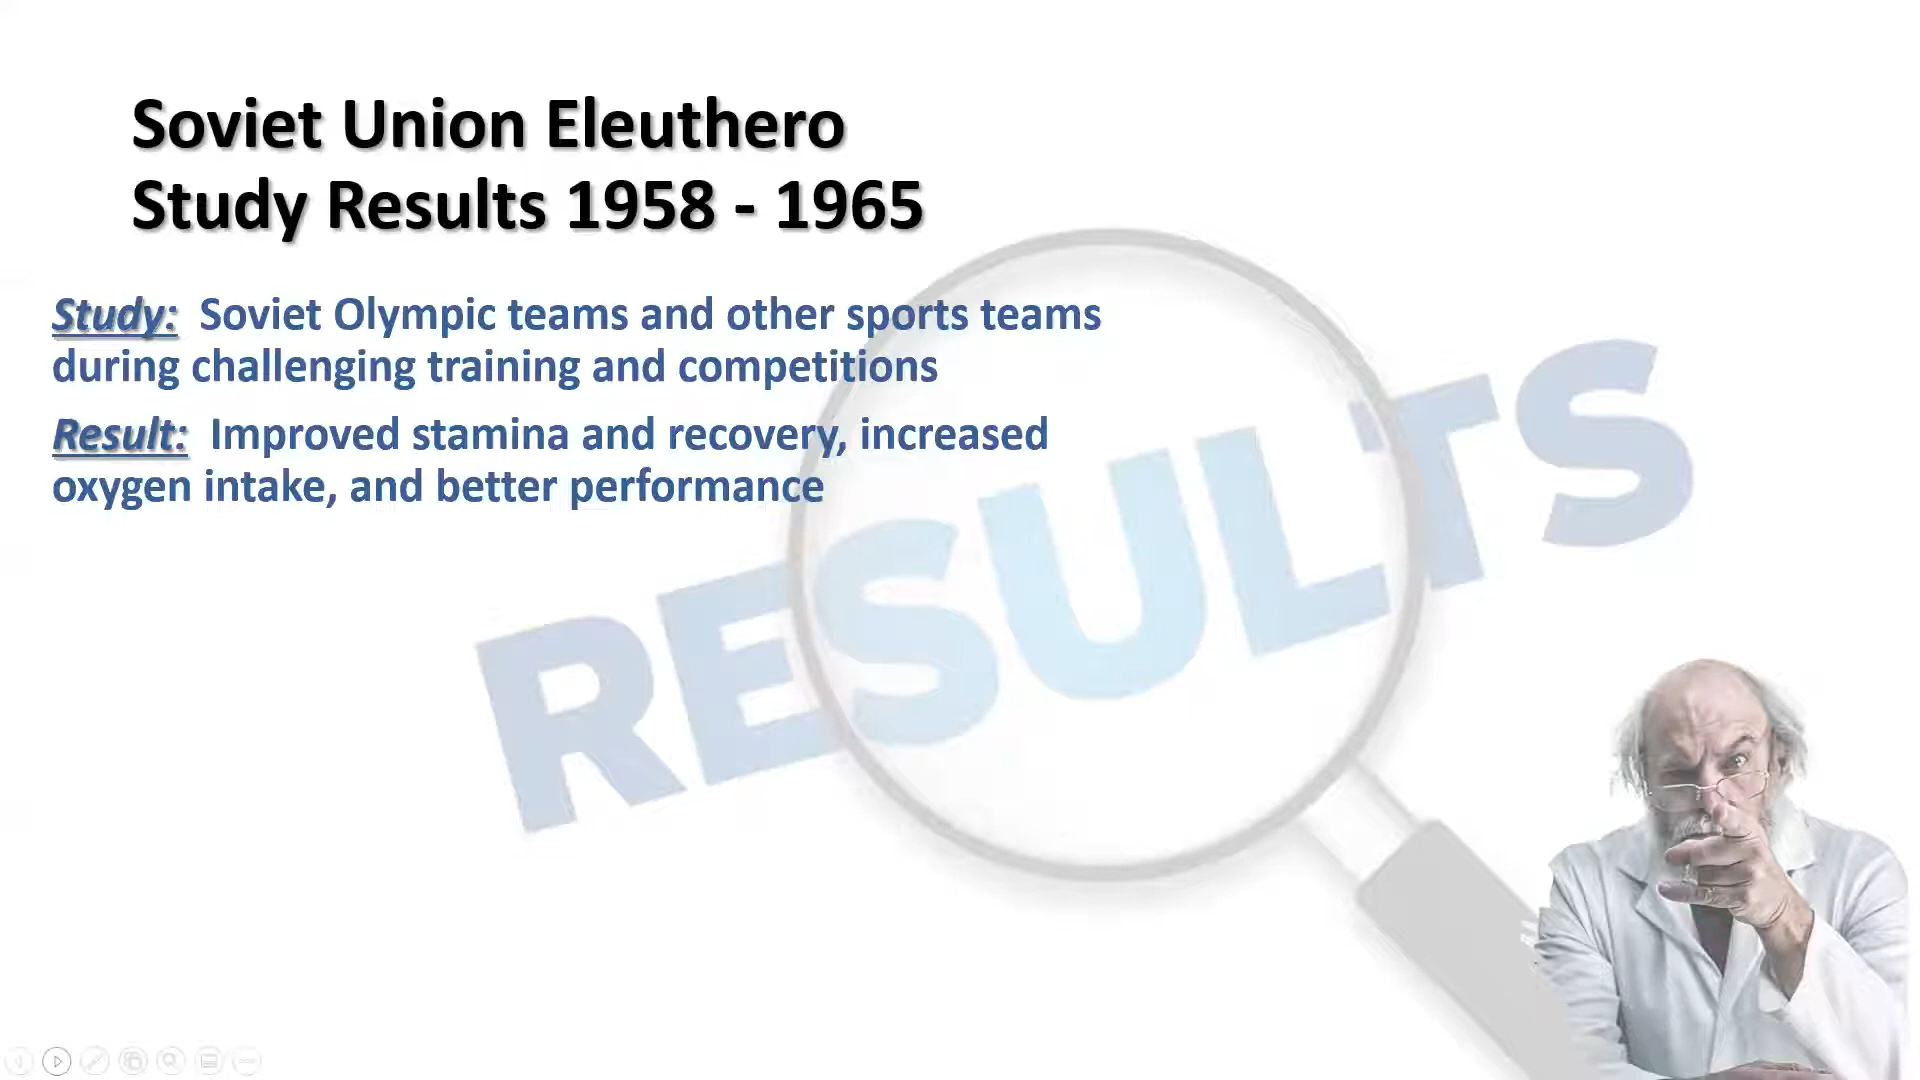 Soviet Union Eleuthero
Study Results 1958 - 1965
Study: Soviet Olympic teams and other sports teams
during challenging training and competitions
Result: Improved stamina and recovery, increased
oxygen intake, and better performance
RESULTS